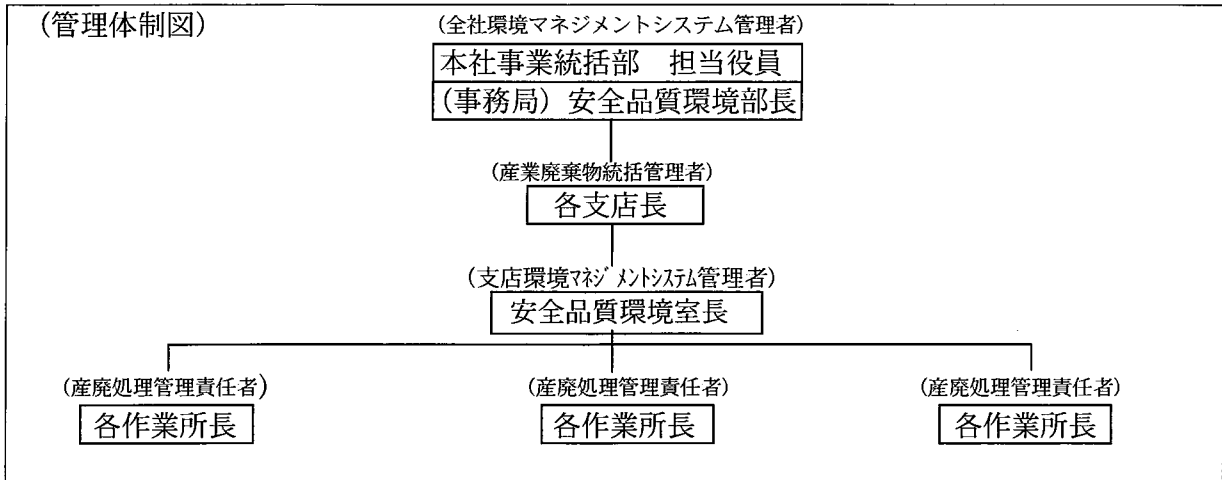 (管理体制図)
(全社環境マネジメントシステム管理者)
本社事業統括部 担当役員
(事務局) 安全品質環境部長
(産業廃棄物統括管理者)
各支店長
(支店環境ﾏﾈｼﾞﾒﾝﾄｼｽﾃﾑ管理者)
安全品質環境室長
(産廃処理管理責任者) (産廃処理管理責任者) (産廃処理管理責任者)
各作業所長 各作業所長 各作業所長